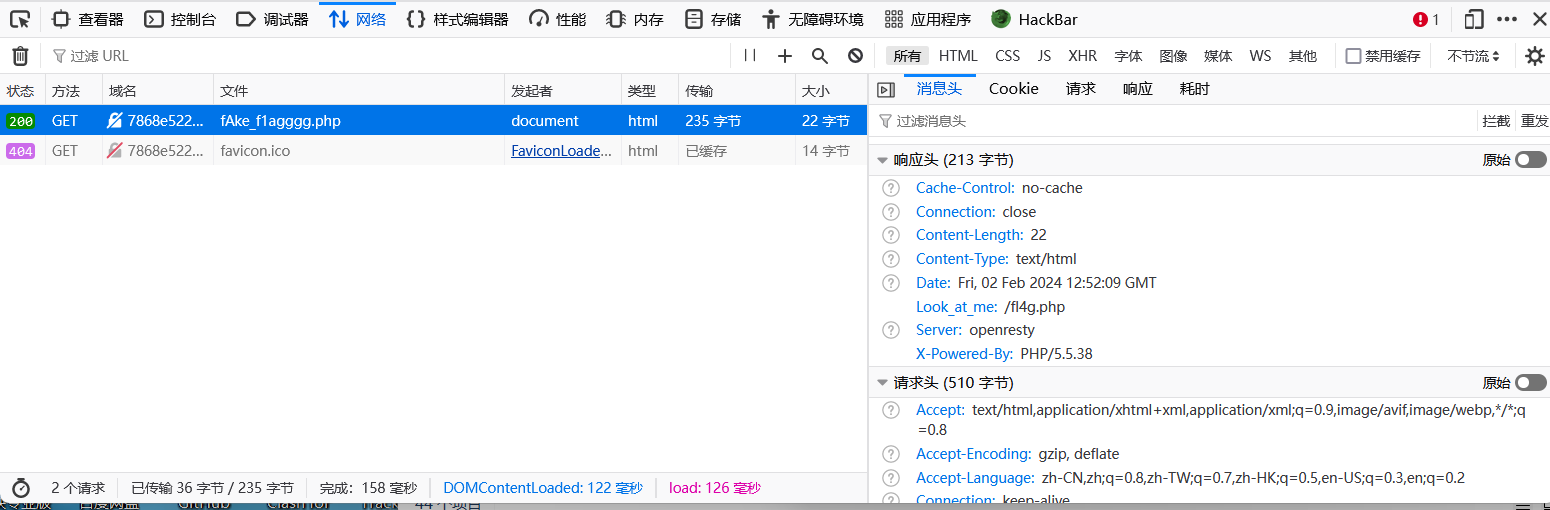 查看器 控制台 调试器 网络 样式编辑器 性能 内存 存储 无障碍环境 应用程序 HackBar 1
过滤 URL 所有 HTML CSS JS XHR 字体 图像 媒体 WS 其他 禁用缓存 不节流
状态 方法 域名 文件 发起者 类型 传输 大小
200 GET 7868e522... fAke_f1agggg.php document html 235 字节 22 字节
404 GET 7868e522... favicon.ico FaviconLoade... html 已缓存 14 字节
消息头 Cookie 请求 响应 耗时
过滤消息头 拦截 重发
响应头 (213 字节) 原始
Cache-Control: no-cache
Connection: close
Content-Length: 22
Content-Type: text/html
Date: Fri, 02 Feb 2024 12:52:09 GMT
Look_at_me: /fl4g.php
Server: openresty
X-Powered-By: PHP/5.5.38
请求头 (510 字节) 原始
Accept: text/html,application/xhtml+xml,application/xml;q=0.9,image/avif,image/webp,*/*;q
=0.8
Accept-Encoding: gzip, deflate
Accept-Language: zh-CN,zh;q=0.8,zh-TW;q=0.7,zh-HK;q=0.5,en-US;q=0.3,en;q=0.2
Connection: keep-alive
2 个请求 已传输 36 字节 / 235 字节 完成：158 毫秒 DOMContentLoaded: 122 毫秒 load: 126 毫秒
百度网盘 GitHub 44 个项目